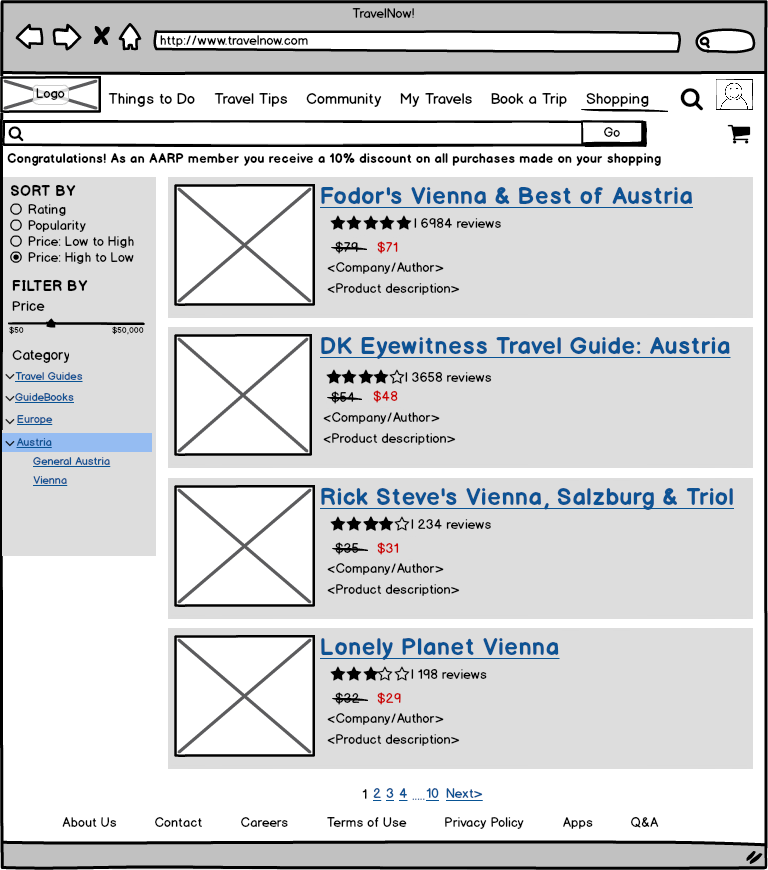 TravelNow!
http://www.travelnow.com
Logo
Things to Do
Travel Tips
Community
My Travels
Book a Trip
Shopping
Go
Congratulations! As an AARP member you receive a 10% discount on all purchases made on your shopping
SORT BY
Rating
Popularity
Price: Low to High
Price: High to Low
FILTER BY
Price
$50 $50,000
Category
Travel Guides
GuideBooks
Europe
Austria
General Austria
Vienna
Fodor's Vienna & Best of Austria
| 6984 reviews
$79 $71
<Company/Author>
<Product description>
DK Eyewitness Travel Guide: Austria
| 3658 reviews
$54 $48
<Company/Author>
<Product description>
Rick Steve's Vienna, Salzburg & Triol
| 234 reviews
$35 $31
<Company/Author>
<Product description>
Lonely Planet Vienna
| 198 reviews
$32 $29
<Company/Author>
<Product description>
1 2 3 4 .....10 Next>
About Us
Contact
Careers
Terms of Use
Privacy Policy
Apps
Q&A